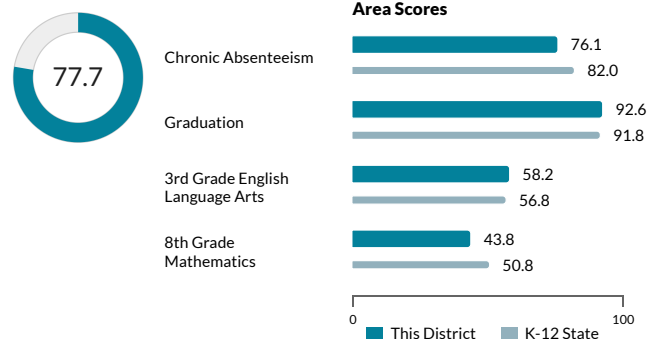 Area Scores
77.7
Chronic Absenteeism
76.1
82.0
Graduation
92.6
91.8
3rd Grade English
Language Arts
58.2
56.8
8th Grade
Mathematics
43.8
50.8
0 100
This District K-12 State